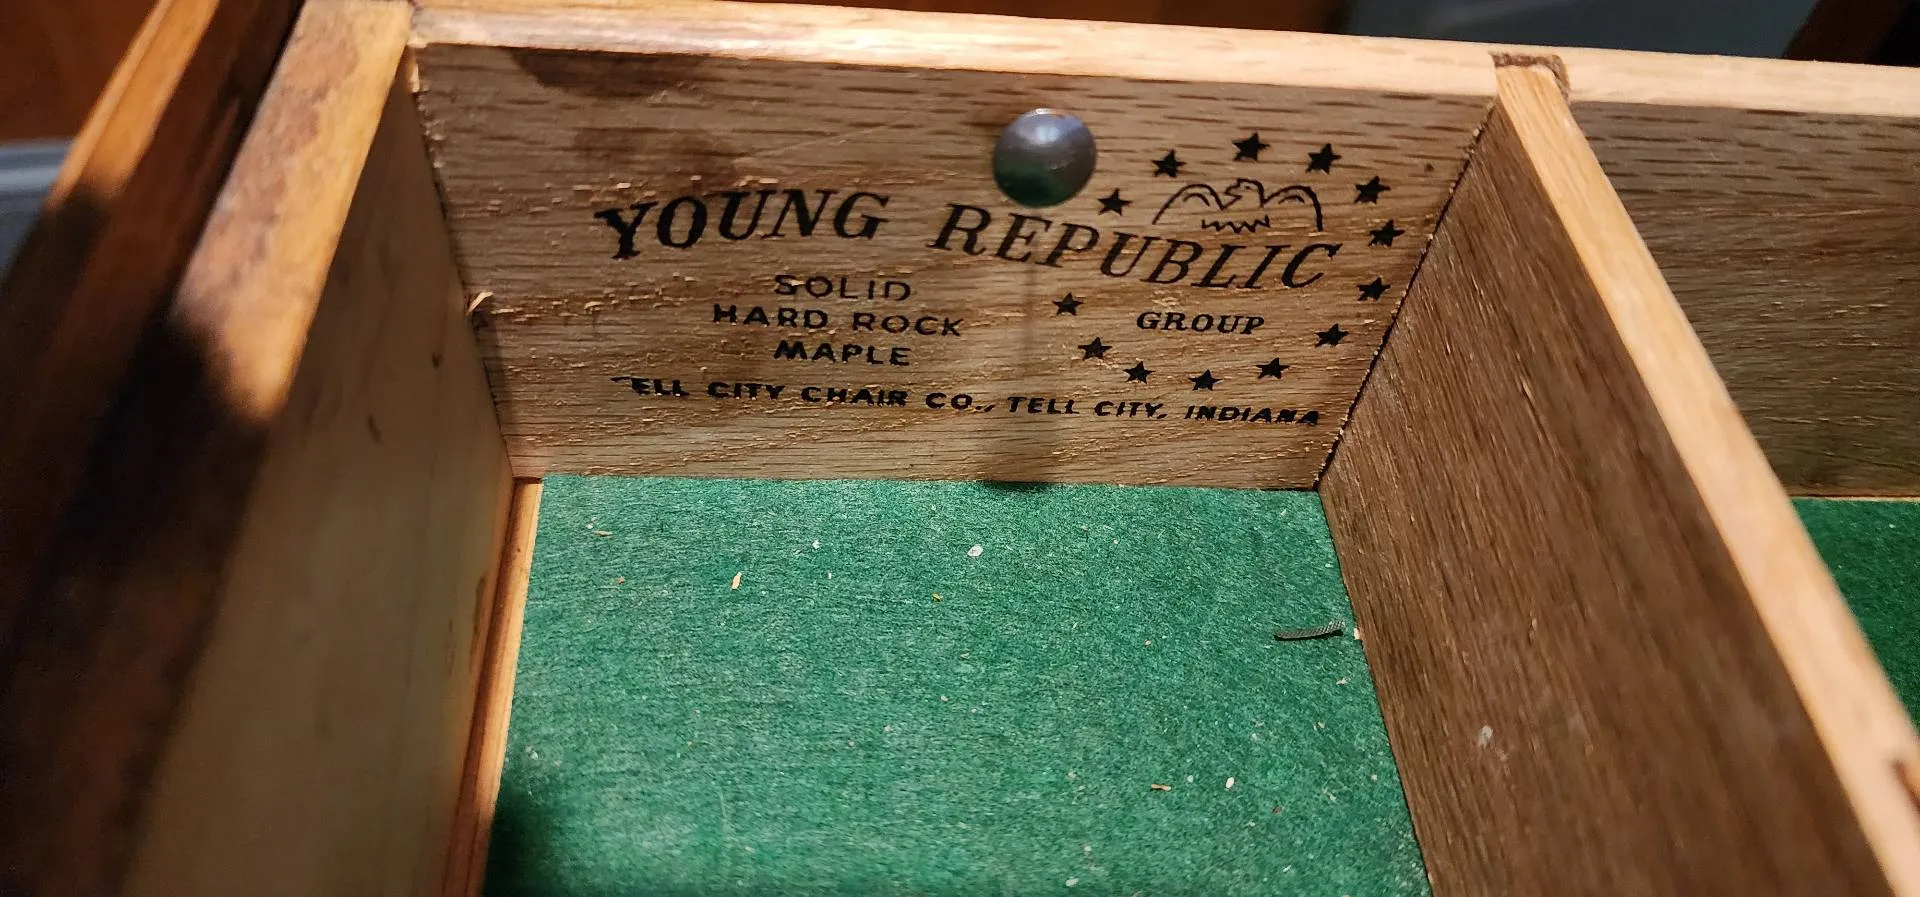 YOUNG REPUBLIC
SOLID
HARD ROCK
MAPLE
GROUP
TELL CITY CHAIR CO., TELL CITY, INDIANA